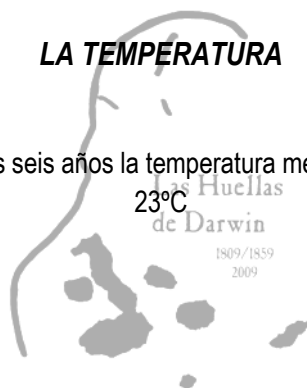 LA TEMPERATURA
s seis años la temperatura me
23ºC
Las Huellas
de Darwin
1809/1859
2009